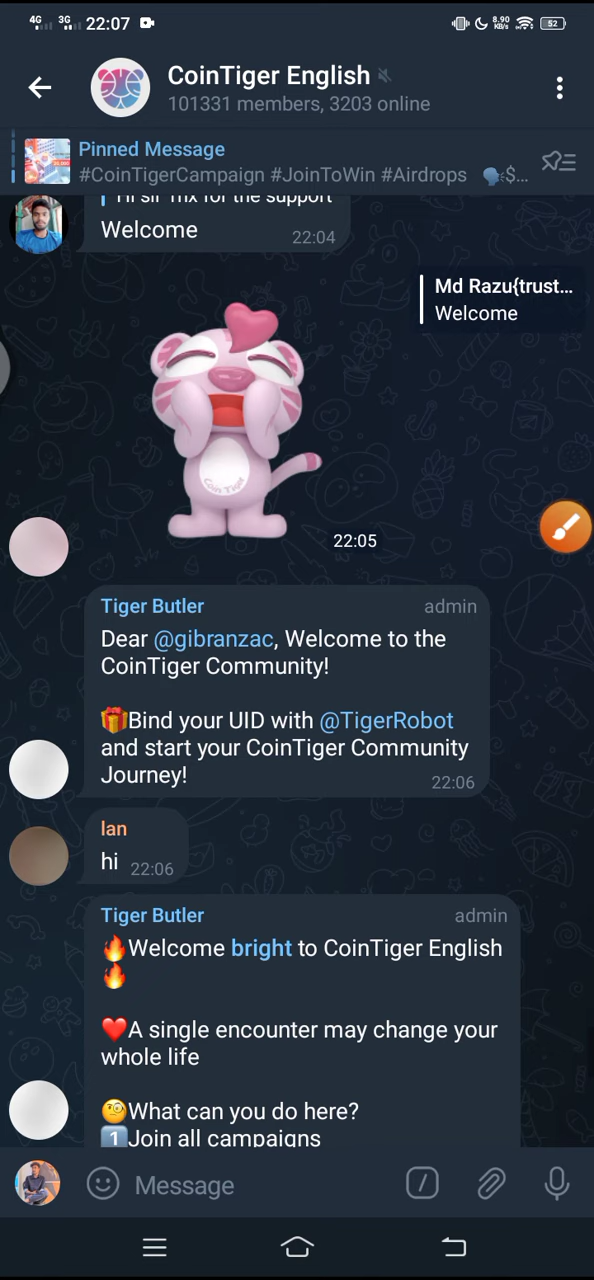 4G 3G 22:07 8.90 KB/s 52
CoinTiger English
101331 members, 3203 online
Pinned Message
#CoinTigerCampaign #JoinToWin #Airdrops 🗣$...
Hi sir Tnx for the support
Welcome 22:04
Md Razu{trust...
Welcome
Coin Tiger
22:05
Tiger Butler admin
Dear @gibranzac, Welcome to the
CoinTiger Community!
🎁Bind your UID with @TigerRobot
and start your CoinTiger Community
Journey! 22:06
Ian
hi 22:06
Tiger Butler admin
🔥Welcome bright to CoinTiger English
🔥
❤️A single encounter may change your
whole life
🧐What can you do here?
1️⃣Join all campaigns
Message